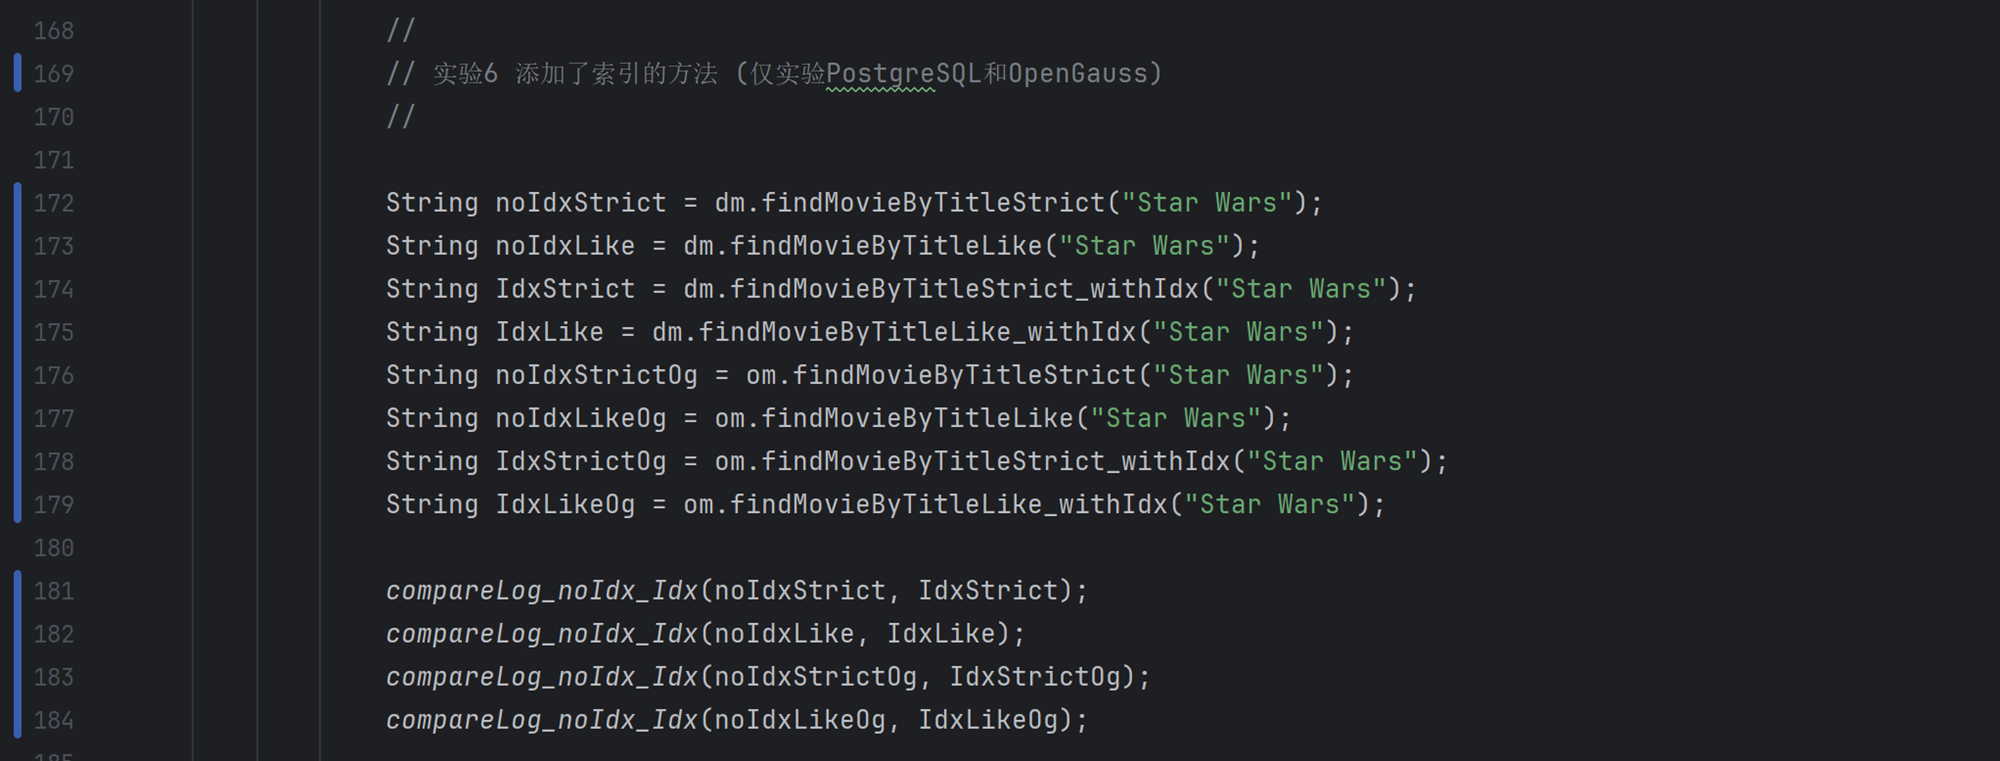 168 //
169 // 实验6 添加了索引的方法 (仅实验PostgreSQL和OpenGauss)
170 //
171
172 String noIdxStrict = dm.findMovieByTitleStrict("Star Wars");
173 String noIdxLike = dm.findMovieByTitleLike("Star Wars");
174 String IdxStrict = dm.findMovieByTitleStrict_withIdx("Star Wars");
175 String IdxLike = dm.findMovieByTitleLike_withIdx("Star Wars");
176 String noIdxStrictOg = om.findMovieByTitleStrict("Star Wars");
177 String noIdxLikeOg = om.findMovieByTitleLike("Star Wars");
178 String IdxStrictOg = om.findMovieByTitleStrict_withIdx("Star Wars");
179 String IdxLikeOg = om.findMovieByTitleLike_withIdx("Star Wars");
180
181 compareLog_noIdx_Idx(noIdxStrict, IdxStrict);
182 compareLog_noIdx_Idx(noIdxLike, IdxLike);
183 compareLog_noIdx_Idx(noIdxStrictOg, IdxStrictOg);
184 compareLog_noIdx_Idx(noIdxLikeOg, IdxLikeOg);